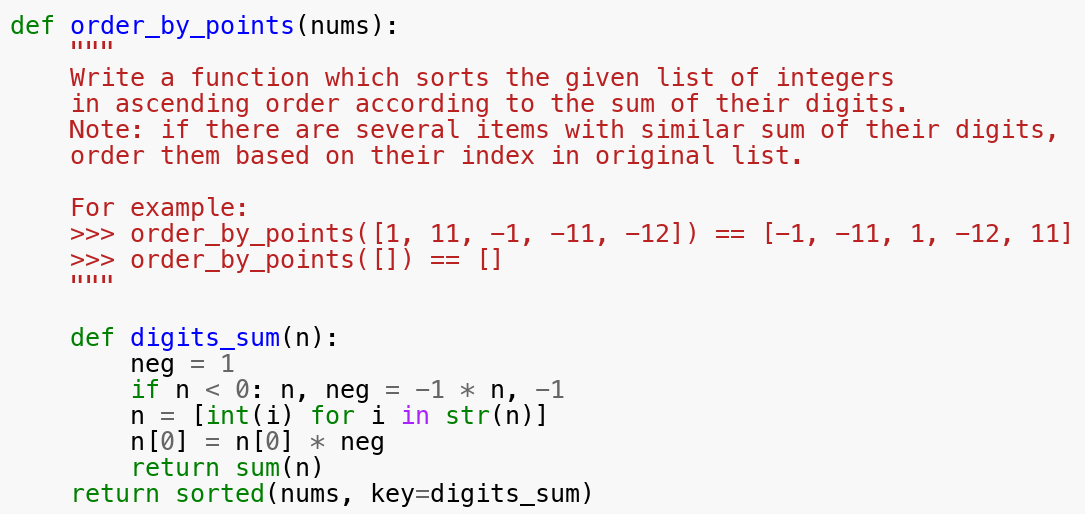 def order_by_points(nums):
    """
    Write a function which sorts the given list of integers
    in ascending order according to the sum of their digits.
    Note: if there are several items with similar sum of their digits,
    order them based on their index in original list.

    For example:
    >>> order_by_points([1, 11, −1, −11, −12]) == [−1, −11, 1, −12, 11]
    >>> order_by_points([]) == []
    """

    def digits_sum(n):
        neg = 1
        if n < 0: n, neg = −1 * n, −1
        n = [int(i) for i in str(n)]
        n[0] = n[0] * neg
        return sum(n)
    return sorted(nums, key=digits_sum)